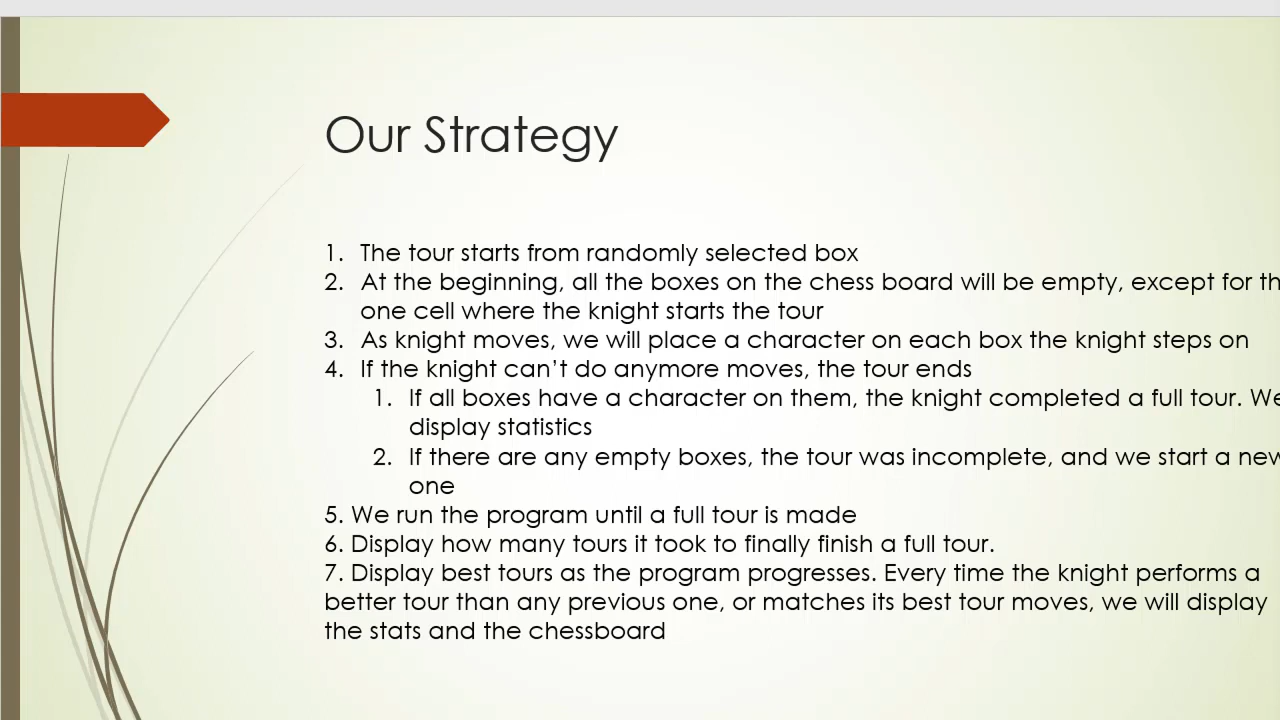 Our Strategy
1. The tour starts from randomly selected box
2. At the beginning, all the boxes on the chess board will be empty, except for
one cell where the knight starts the tour
3. As knight moves, we will place a character on each box the knight steps on
4. If the knight can’t do anymore moves, the tour ends
1. If all boxes have a character on them, the knight completed a full tour. We
display statistics
2. If there are any empty boxes, the tour was incomplete, and we start a new
one
5. We run the program until a full tour is made
6. Display how many tours it took to finally finish a full tour.
7. Display best tours as the program progresses. Every time the knight performs a
better tour than any previous one, or matches its best tour moves, we will display
the stats and the chessboard